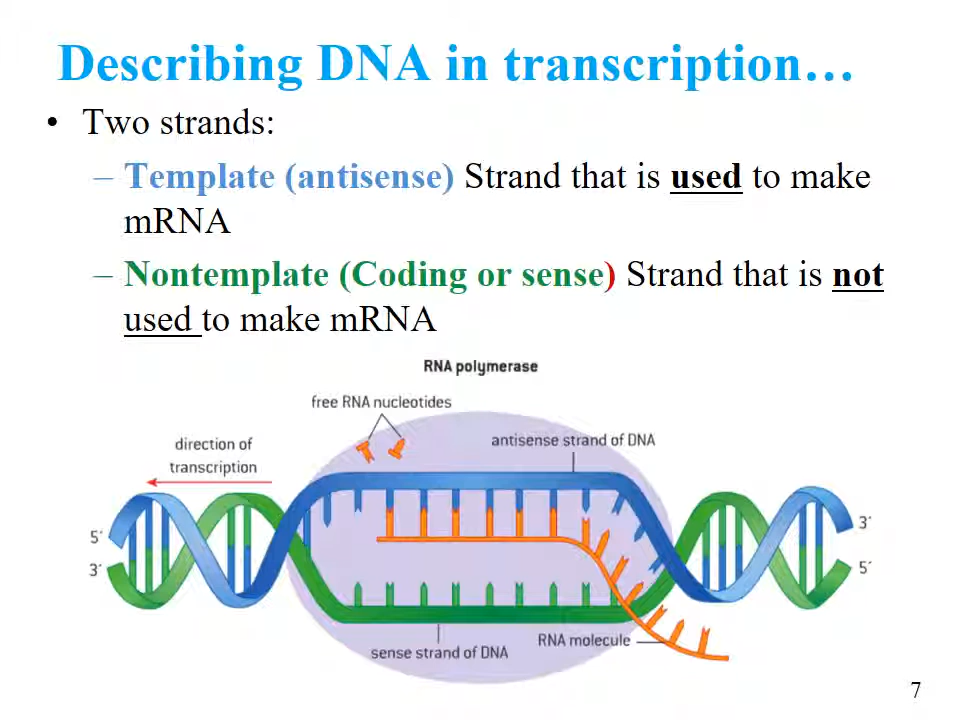 Describing DNA in transcription…
• Two strands:
– Template (antisense) Strand that is used to make
mRNA
– Nontemplate (Coding or sense) Strand that is not
used to make mRNA
RNA polymerase
free RNA nucleotides
antisense strand of DNA
direction of
transcription
5′
3′
3′
5′
RNA molecule
sense strand of DNA
7